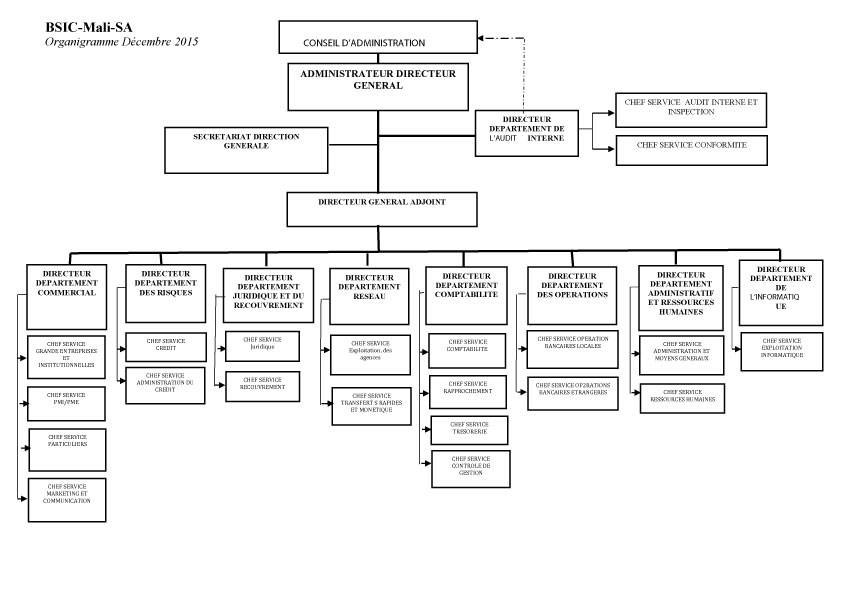 BSIC-Mali-SA
Organigramme Décembre 2015
CONSEIL D'ADMINISTRATION
ADMINISTRATEUR DIRECTEUR
GENERAL
DIRECTEUR
DEPARTEMENT DE
L'AUDIT INTERNE
CHEF SERVICE AUDIT INTERNE ET
INSPECTION
CHEF SERVICE CONFORMITE
SECRETARIAT DIRECTION
GENERALE
DIRECTEUR GENERAL ADJOINT
DIRECTEUR
DEPARTEMENT
COMMERCIAL
CHEF SERVICE
GRANDE ENTREPRISES
ET
INSTITUTIONNELLES
CHEF SERVICE
PMI/PME
CHEF SERVICE
PARTICULIERS
CHEF SERVICE
MARKETING ET
COMMUNICATION
DIRECTEUR
DEPARTEMENT
DES RISQUES
CHEF SERVICE
CREDIT
CHEF SERVICE
ADMINISTRATION DU
CREDIT
DIRECTEUR
DEPARTEMENT
JURIDIQUE ET DU
RECOUVREMENT
CHEF SERVICE
Juridique
CHEF SERVICE
RECOUVREMENT
DIRECTEUR
DEPARTEMENT
RESEAU
CHEF SERVICE
Exploitation, des
agences
CHEF SERVICE
TRANSFERT S RAPIDES
ET MONETIQUE
DIRECTEUR
DEPARTEMENT
COMPTABILITE
CHEF SERVICE
COMPTABILITE
CHEF SERVICE
RAPPROCHEMENT
CHEF SERVICE
TRESORERIE
CHEF SERVICE
CONTROLE DE
GESTION
DIRECTEUR
DEPARTEMENT
DES OPERATIONS
CHEF SERVICE OPERATION
BANCAIRES LOCALES
CHEF SERVICE OP2RATIONS
BANCAIRES ETRANGERES
DIRECTEUR
DEPARTEMENT
ADMINISTRATIF
ET RESSOURCES
HUMAINES
CHEF SERVICE
ADMINISTRATION ET
MOYENS GENERAUX
CHEF SERVICE
RESSOURCES HUMAINES
DIRECTEUR
DEPARTEMENT
DE
L'INFORMATIQ
UE
CHEF SERVICE
EXPLOITATION
INFORMATIQUE